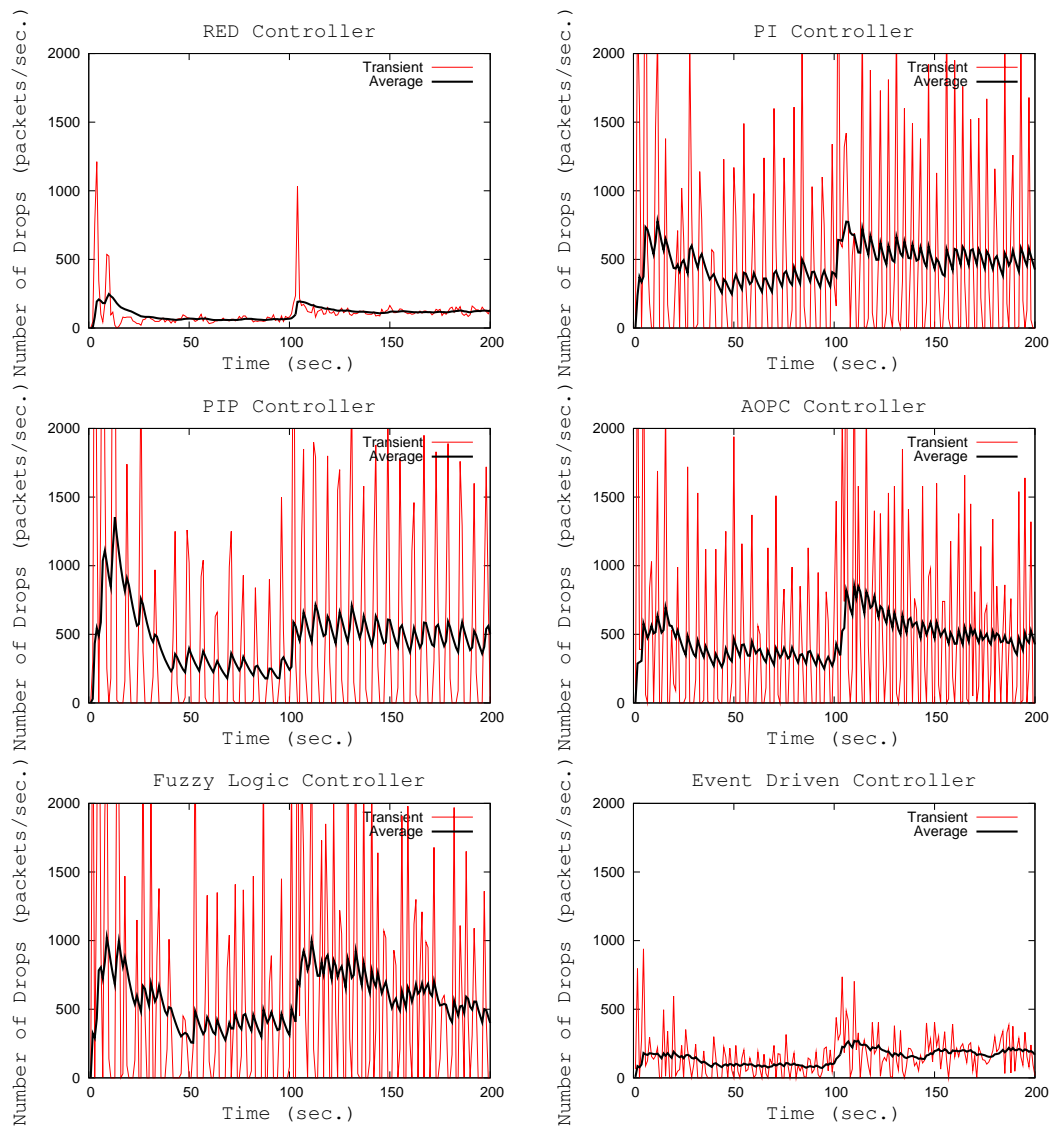 RED Controller
Number of Drops (packets/sec.)
2000
1500
1000
500
0
Transient
Average
0 50 100 150 200
Time (sec.)
PI Controller
Number of Drops (packets/sec.)
2000
1500
1000
500
0
Transient
Average
0 50 100 150 200
Time (sec.)
PIP Controller
Number of Drops (packets/sec.)
2000
1500
1000
500
0
Transient
Average
0 50 100 150 200
Time (sec.)
AOPC Controller
Number of Drops (packets/sec.)
2000
1500
1000
500
0
Transient
Average
0 50 100 150 200
Time (sec.)
Fuzzy Logic Controller
Number of Drops (packets/sec.)
2000
1500
1000
500
0
Transient
Average
0 50 100 150 200
Time (sec.)
Event Driven Controller
Number of Drops (packets/sec.)
2000
1500
1000
500
0
Transient
Average
0 50 100 150 200
Time (sec.)